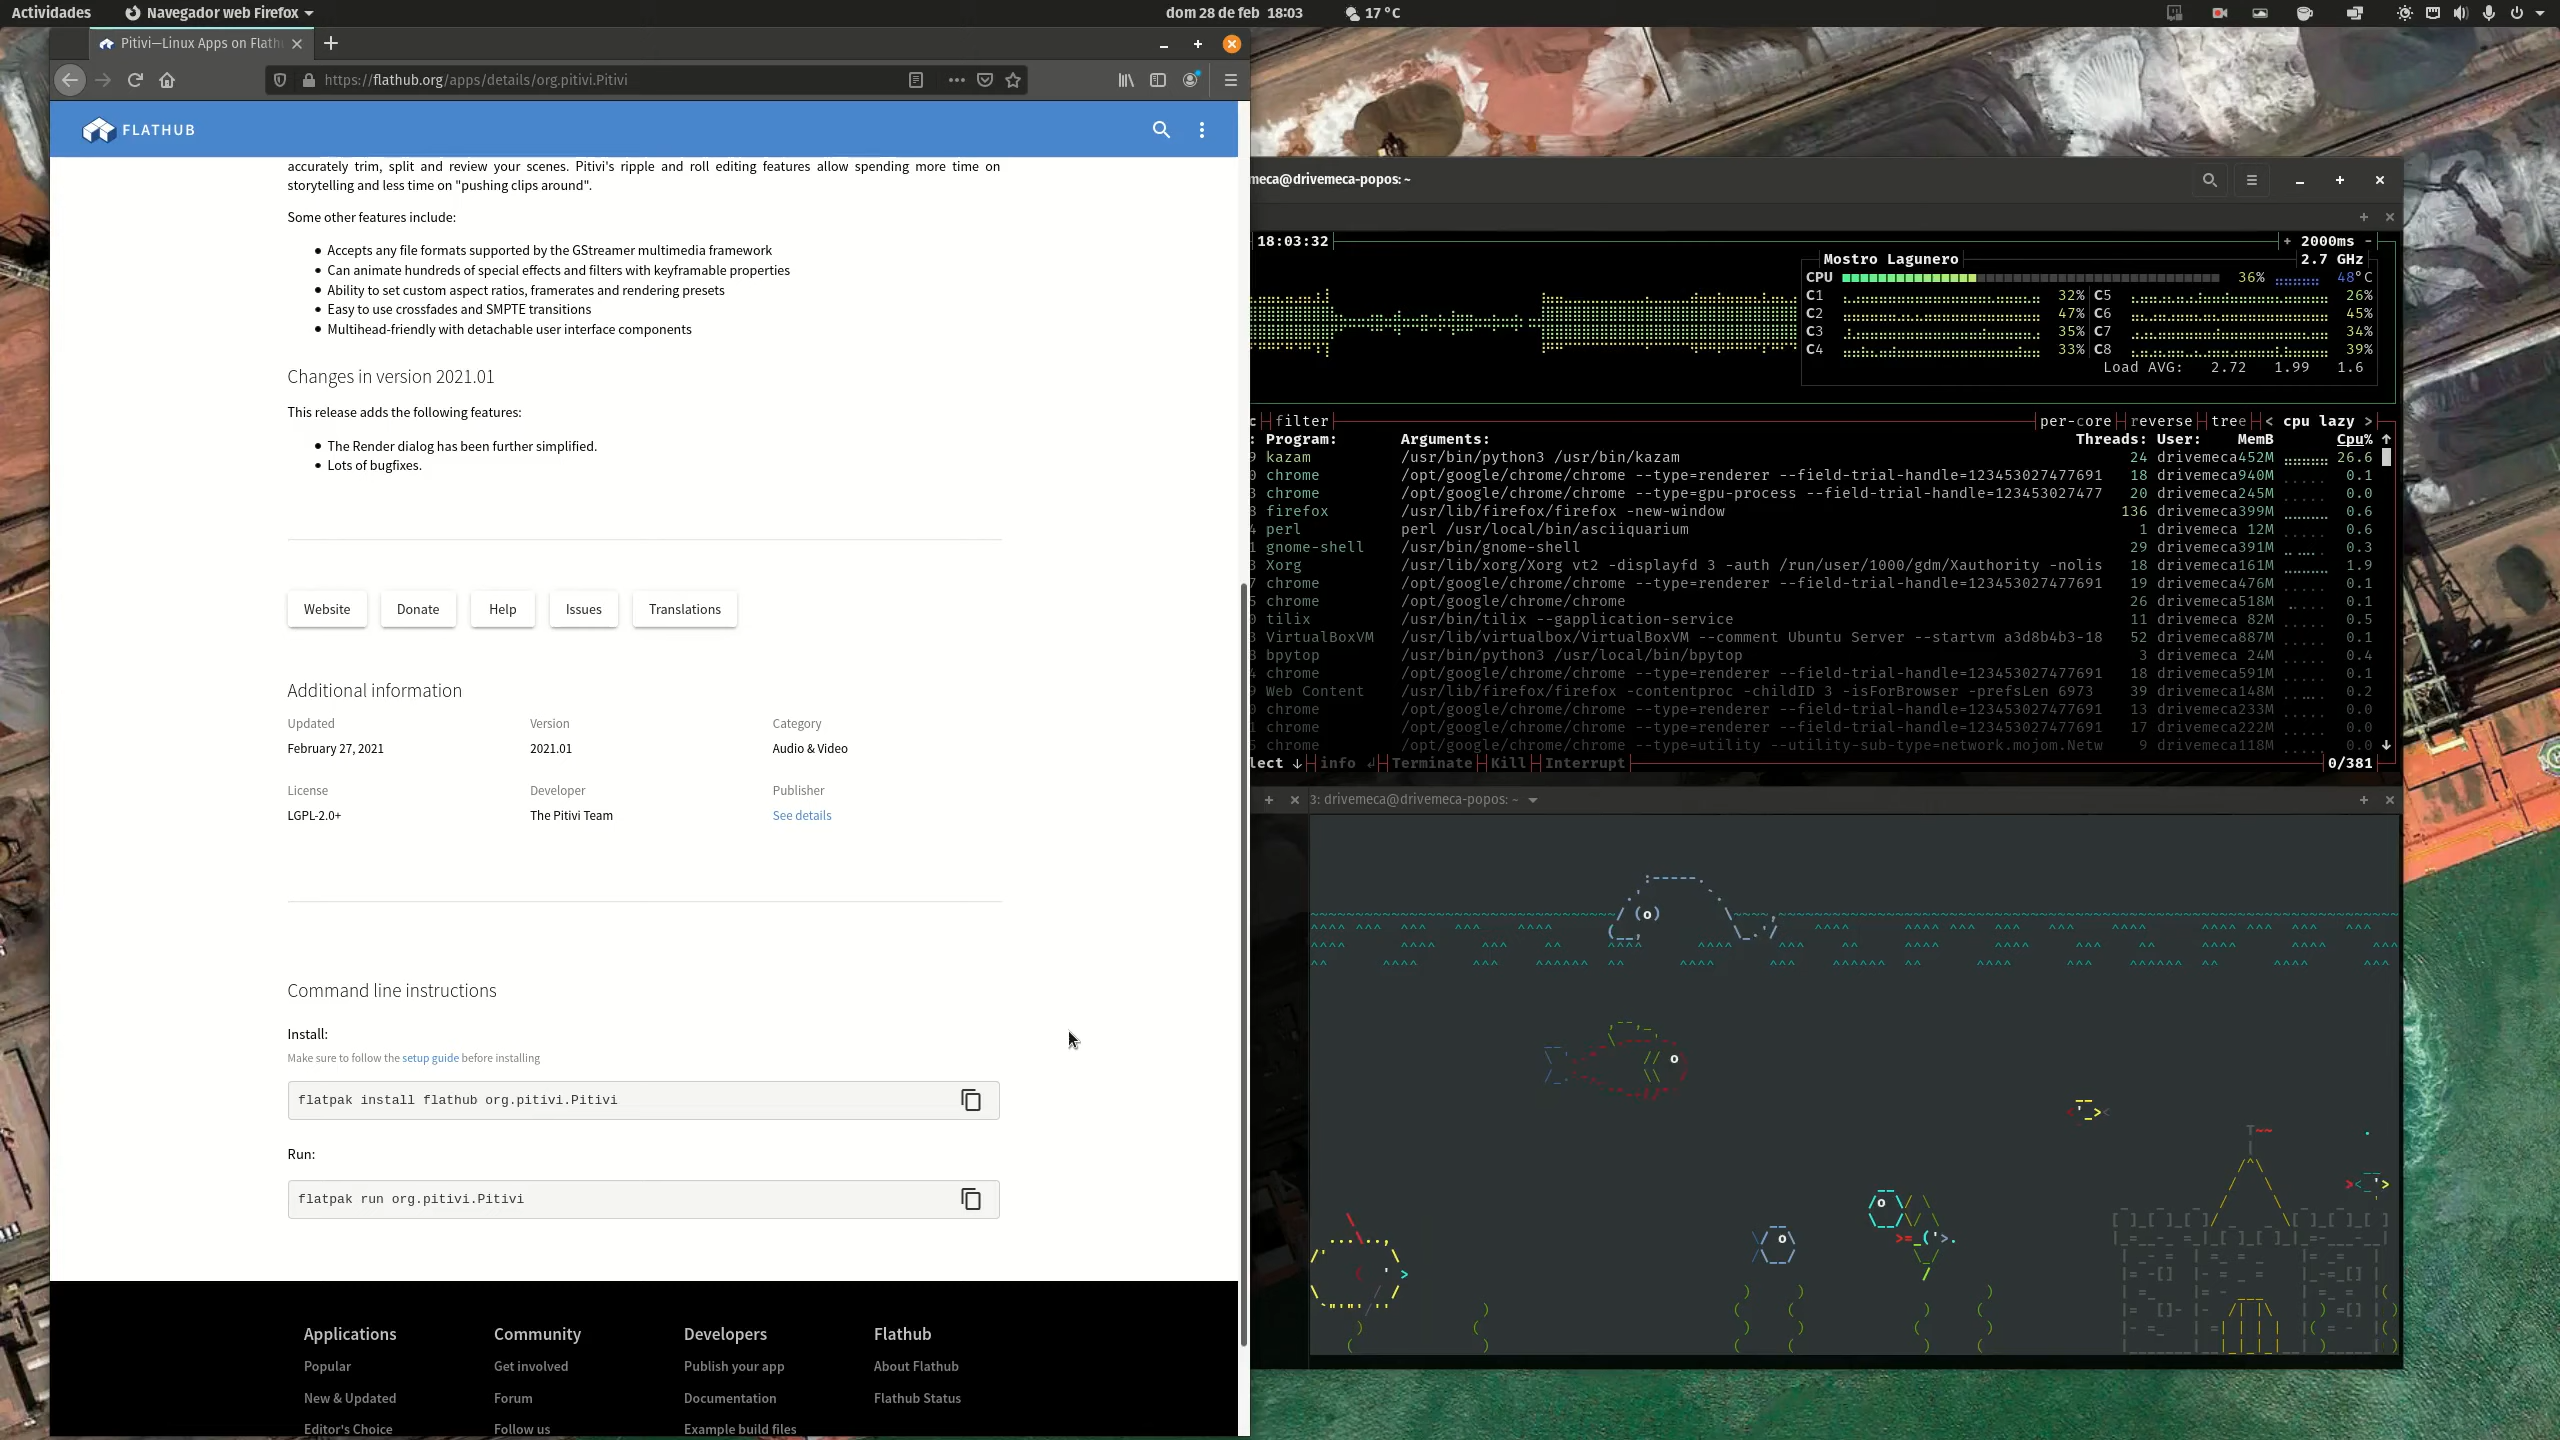 Actividades
Navegador web Firefox
dom 28 de feb 18:03
17 °C
Pitivi—Linux Apps on Flath
https://flathub.org/apps/details/org.pitivi.Pitivi
FLATHUB
accurately trim, split and review your scenes. Pitivi's ripple and roll editing features allow spending more time on
storytelling and less time on "pushing clips around".
Some other features include:
Accepts any file formats supported by the GStreamer multimedia framework
Can animate hundreds of special effects and filters with keyframable properties
Ability to set custom aspect ratios, framerates and rendering presets
Easy to use crossfades and SMPTE transitions
Multihead-friendly with detachable user interface components
Changes in version 2021.01
This release adds the following features:
The Render dialog has been further simplified.
Lots of bugfixes.
Website Donate Help Issues Translations
Additional information
Updated Version Category
February 27, 2021 2021.01 Audio & Video
License Developer Publisher
LGPL-2.0+ The Pitivi Team See details
Command line instructions
Install:
Make sure to follow the setup guide before installing
flatpak install flathub org.pitivi.Pitivi
Run:
flatpak run org.pitivi.Pitivi
Applications Community Developers Flathub
Popular Get involved Publish your app About Flathub
New & Updated Forum Documentation Flathub Status
Editor's Choice Follow us Example build files
meca@drivemeca-popos: ~
18:03:32 + 2000ms -
Mostro Lagunero 2.7 GHz
CPU 36% 48°C
C1 32% C5 26%
C2 47% C6 45%
C3 35% C7 34%
C4 33% C8 39%
Load AVG: 2.72 1.99 1.6
c filter per-core reverse tree < cpu lazy >
: Program: Arguments: Threads: User: MemB Cpu% ↑
9 kazam /usr/bin/python3 /usr/bin/kazam 24 drivemeca452M 26.6
0 chrome /opt/google/chrome/chrome --type=renderer --field-trial-handle=123453027477691 18 drivemeca940M 0.1
3 chrome /opt/google/chrome/chrome --type=gpu-process --field-trial-handle=123453027477 20 drivemeca245M 0.0
8 firefox /usr/lib/firefox/firefox -new-window 136 drivemeca399M 0.6
4 perl perl /usr/local/bin/asciiquarium 1 drivemeca 12M 0.6
1 gnome-shell /usr/bin/gnome-shell 29 drivemeca391M 0.3
3 Xorg /usr/lib/xorg/Xorg vt2 -displayfd 3 -auth /run/user/1000/gdm/Xauthority -nolis 18 drivemeca161M 1.9
7 chrome /opt/google/chrome/chrome --type=renderer --field-trial-handle=123453027477691 19 drivemeca476M 0.1
5 chrome /opt/google/chrome/chrome 26 drivemeca518M 0.1
0 tilix /usr/bin/tilix --gapplication-service 11 drivemeca 82M 0.5
3 VirtualBoxVM /usr/lib/virtualbox/VirtualBoxVM --comment Ubuntu Server --startvm a3d8b4b3-18 52 drivemeca887M 0.1
8 bpytop /usr/bin/python3 /usr/local/bin/bpytop 3 drivemeca 24M 0.4
4 chrome /opt/google/chrome/chrome --type=renderer --field-trial-handle=123453027477691 18 drivemeca591M 0.1
9 Web Content /usr/lib/firefox/firefox -contentproc -childID 3 -isForBrowser -prefsLen 6973 39 drivemeca148M 0.2
0 chrome /opt/google/chrome/chrome --type=renderer --field-trial-handle=123453027477691 13 drivemeca233M 0.0
1 chrome /opt/google/chrome/chrome --type=renderer --field-trial-handle=123453027477691 17 drivemeca222M 0.0
5 chrome /opt/google/chrome/chrome --type=utility --utility-sub-type=network.mojom.Netw 9 drivemeca118M 0.0 ↓
lect ↓ info ↲ Terminate Kill Interrupt 0/381
3: drivemeca@drivemeca-popos: ~